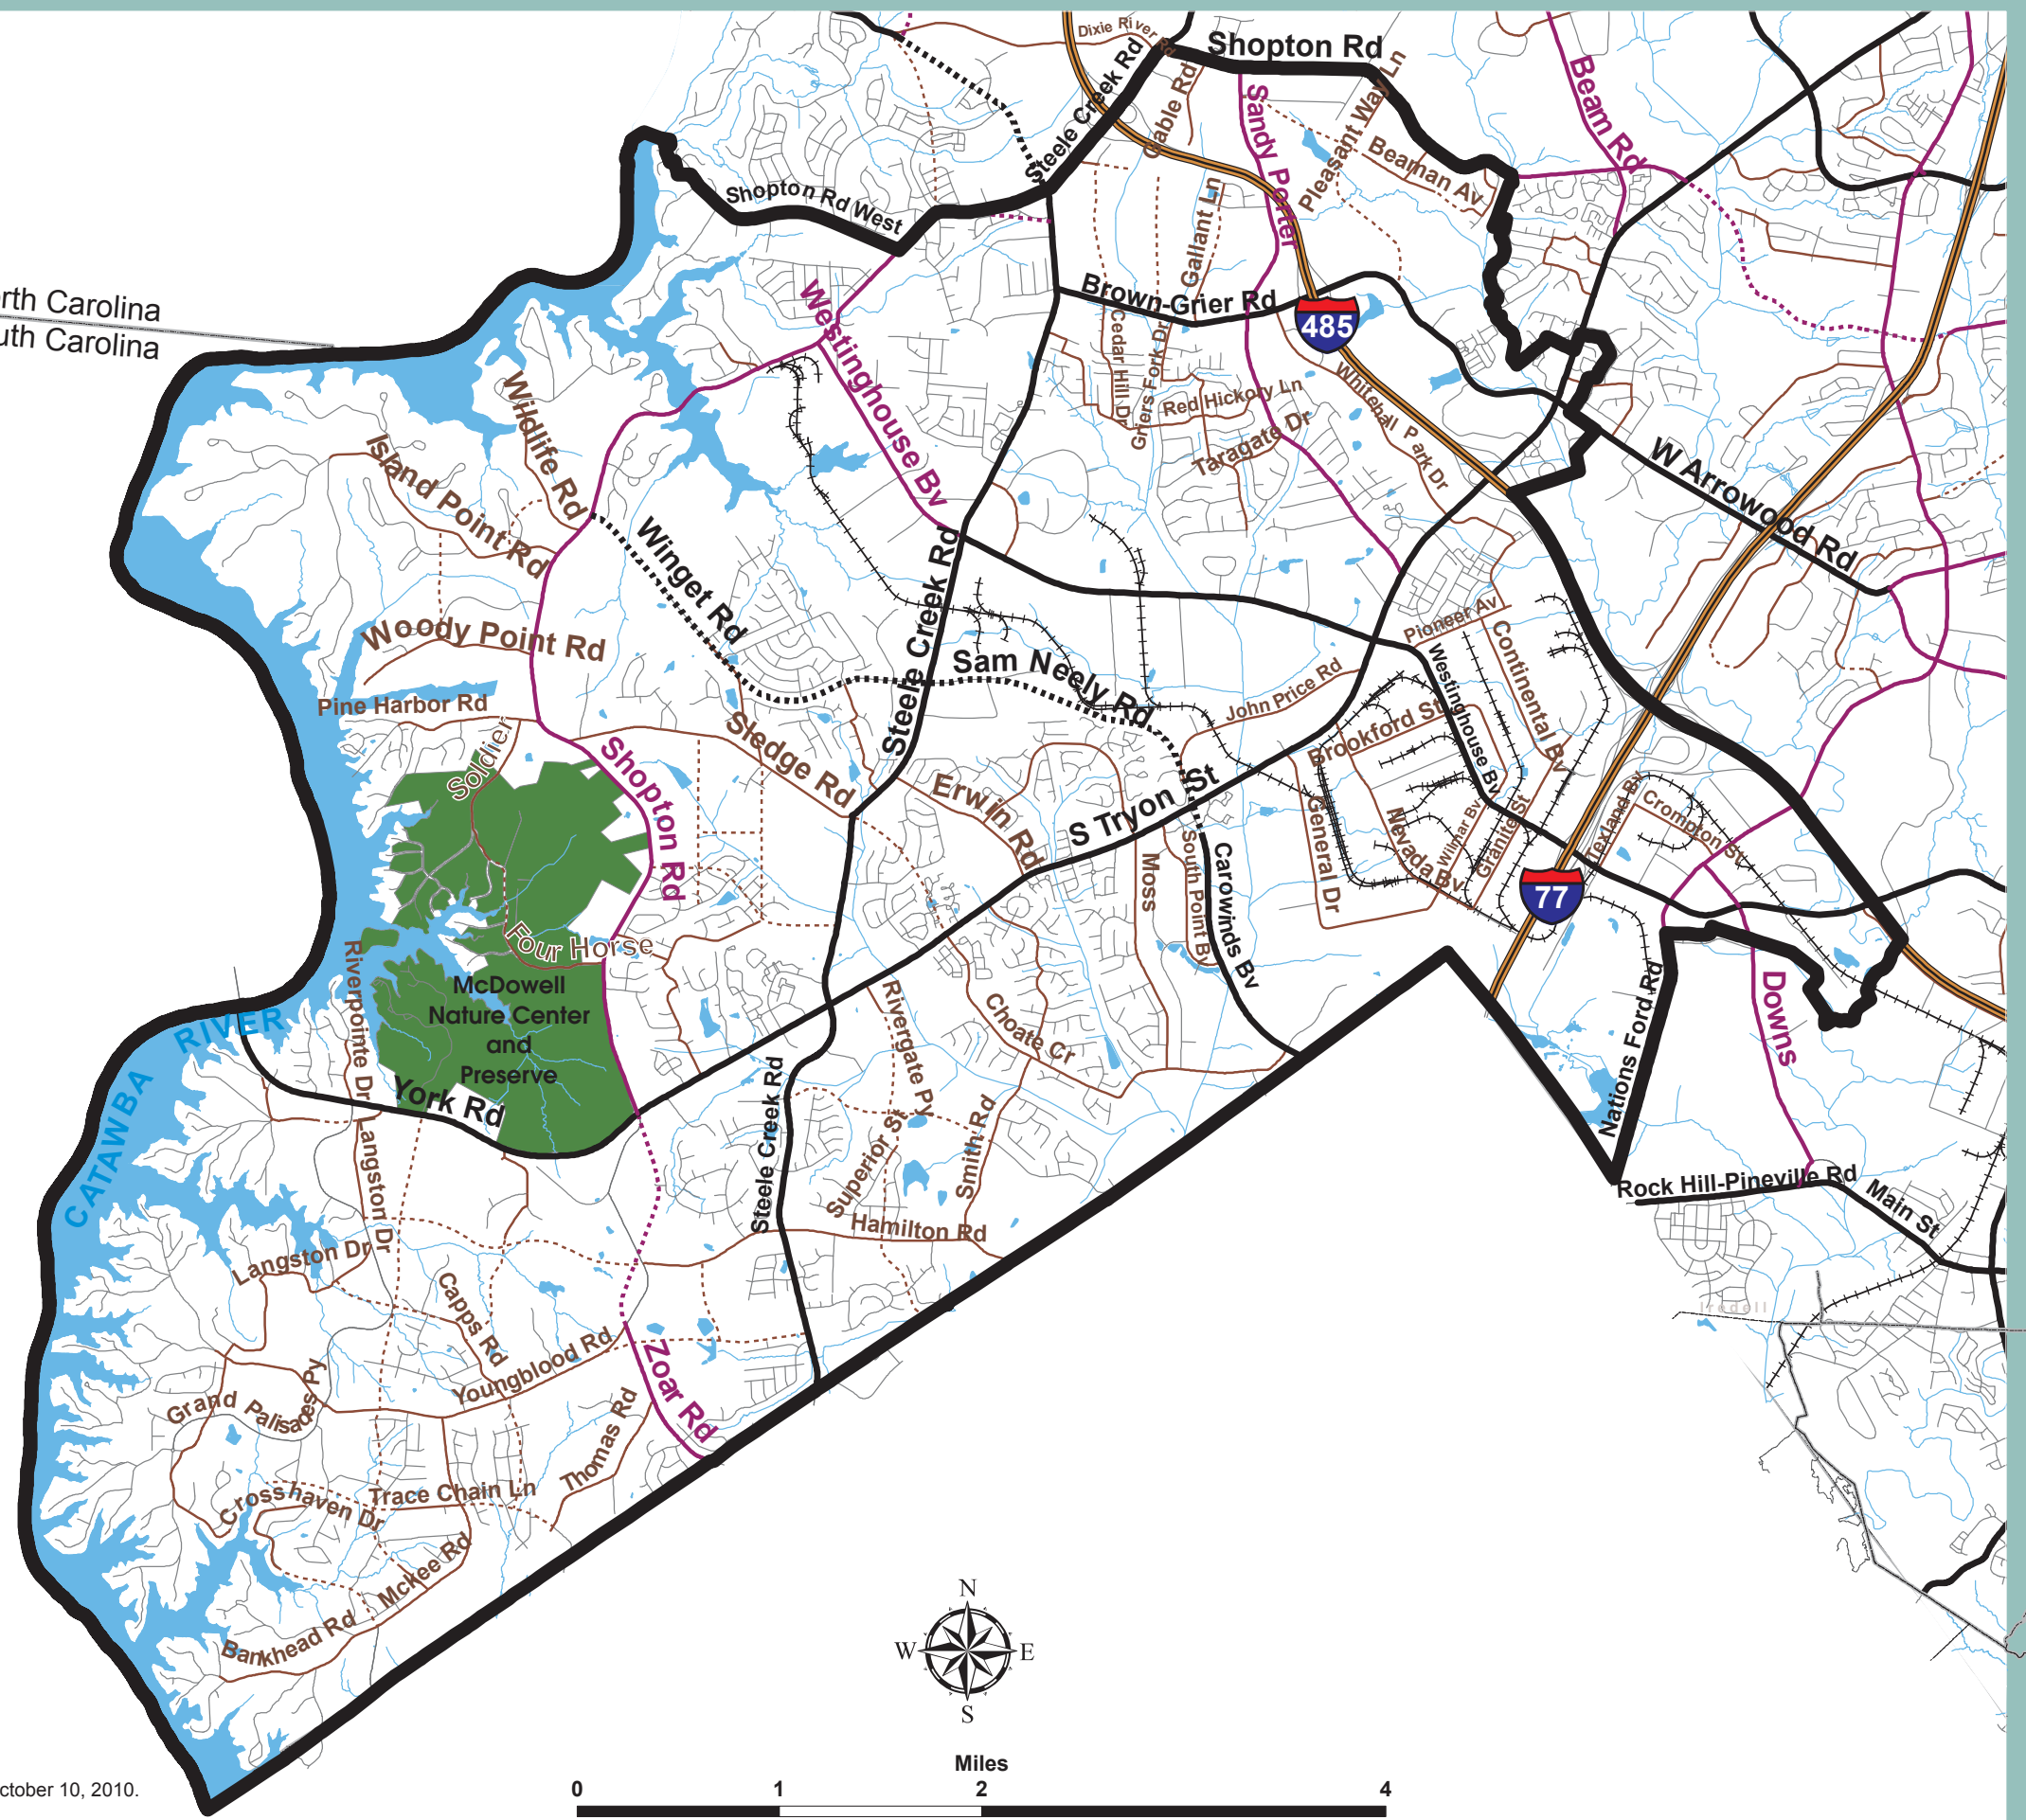 Dixie River Rd
Shopton Rd
Steele Creek Rd
Gable Rd
Sandy Porter
Pleasant Way Ln
Beaman Av
Beam Rd
Shopton Rd West
Gallant Ln
Brown-Grier Rd
485
rth Carolina
uth Carolina
Westinghouse Bv
Cedar Hill Dr
Griers Fork Dr
Red Hickory Ln
Taragate Dr
Whitehall Park Dr
W Arrowood Rd
Wildlife Rd
Island Point Rd
Winget Rd
Woody Point Rd
Steele Creek Rd
Sam Neely Rd
Pioneer Av
Continental Bv
Westinghouse Bv
John Price Rd
Pine Harbor Rd
Soldier
Shopton Rd
Sledge Rd
Erwin Rd
S Tryon St
Brookford St
General Dr
Nevada Bv
Wilmar Bv
Granite St
Texland Bv
Crompton St
77
Moss
South Point Bv
Carowinds Bv
Four Horse
McDowell
Nature Center
and
Preserve
Riverpointe Dr
York Rd
RIVER
CATAWBA
Rivergate Py
Choate Cr
Nations Ford Rd
Downs
Steele Creek Rd
Superior St
Smith Rd
Hamilton Rd
Rock Hill-Pineville Rd
Main St
Langston Dr
Langston Dr
Capps Rd
Youngblood Rd
Zoar Rd
Irodell
Grand Palisades Py
Thomas Rd
Crosshaven Dr
Trace Chain Ln
Mckee Rd
Bankhead Rd
N
W E
S
Miles
0 1 2 4
ctober 10, 2010.